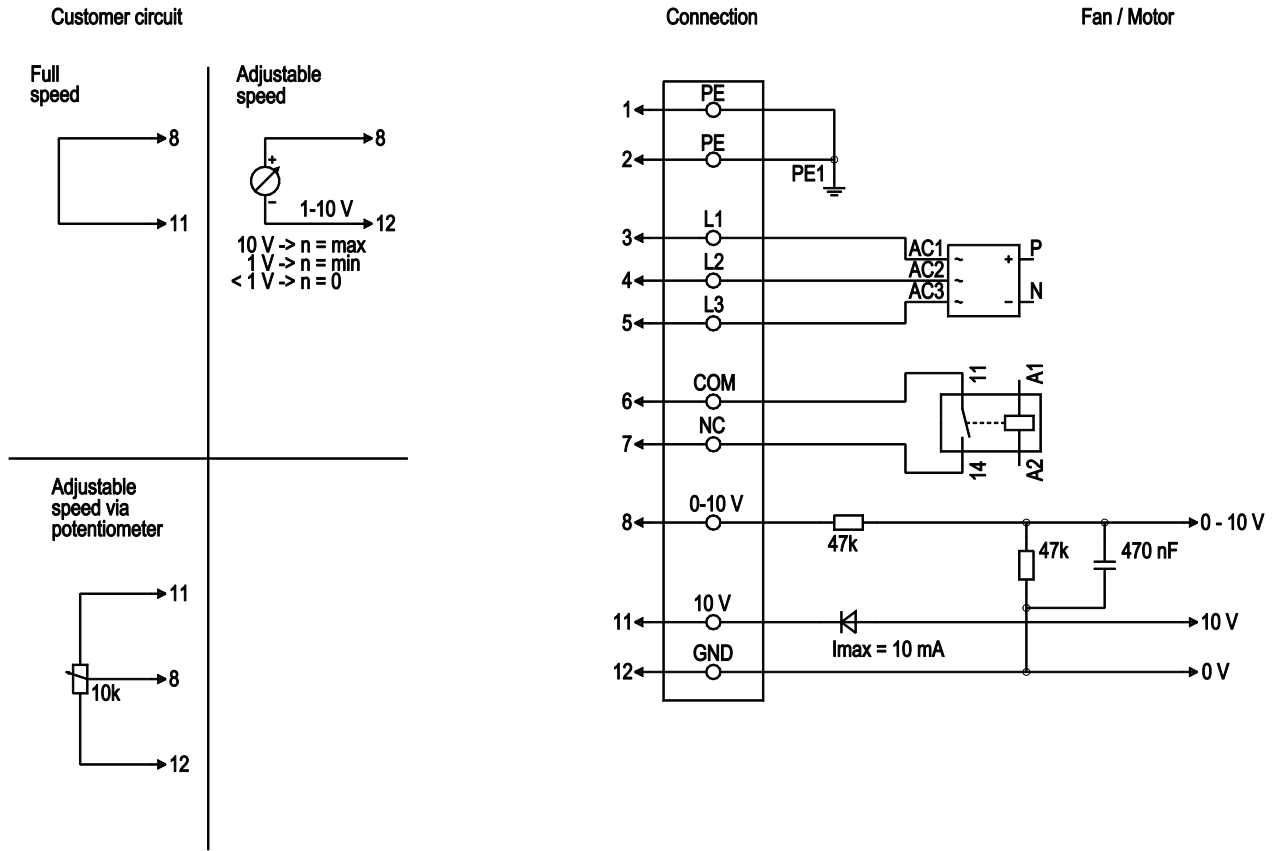 Customer circuit
Connection
Fan / Motor
Full
speed
8
11
Adjustable
speed
8
+
–
1-10 V
12
10 V -> n = max
1 V -> n = min
< 1 V -> n = 0
Adjustable
speed via
potentiometer
11
8
10k
12
1
PE
2
PE
PE1
3
L1
4
L2
5
L3
AC1
~
+
P
AC2
~
AC3
~
–
N
6
COM
7
NC
11
A1
14
A2
8
0-10 V
47k
47k
470 nF
0 - 10 V
11
10 V
Imax = 10 mA
10 V
12
GND
0 V